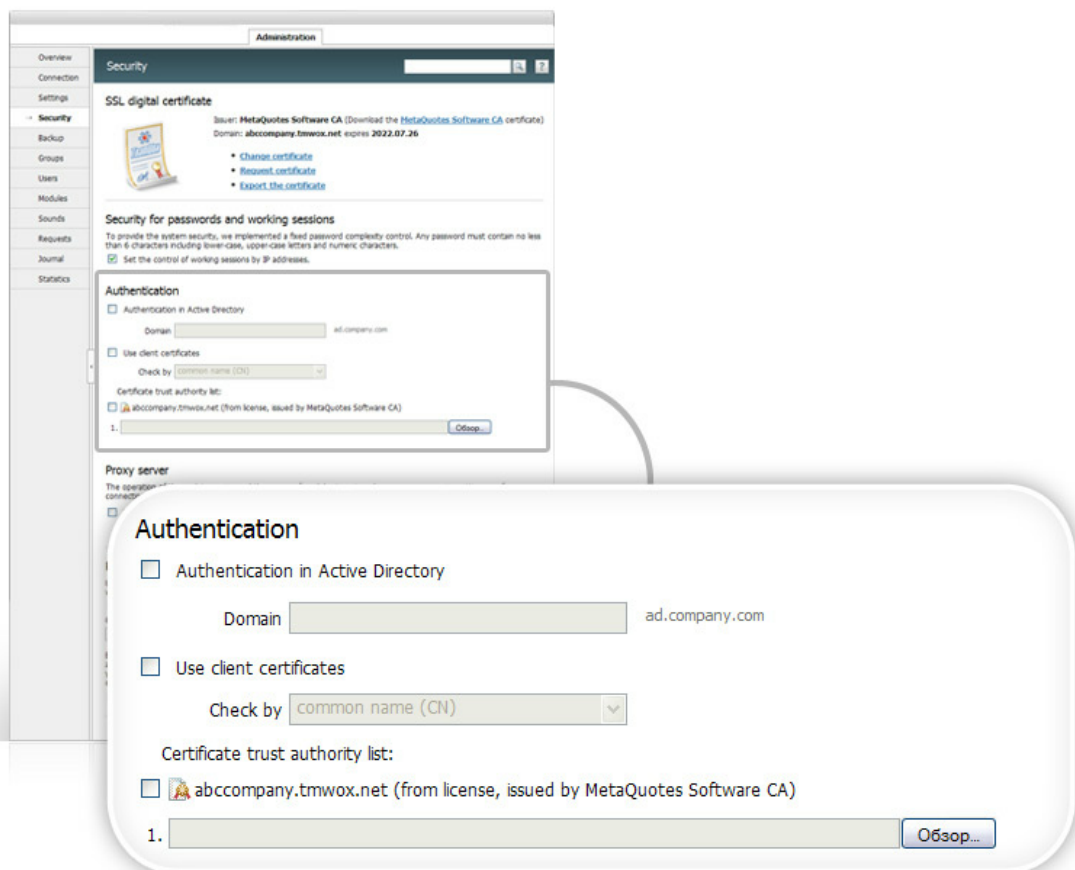 Administration
Overview
Connection
Settings
Security
Backup
Groups
Users
Modules
Sounds
Requests
Journal
Statistics
Security
?
SSL digital certificate
Issuer: MetaQuotes Software CA (Download the MetaQuotes Software CA certificate)
Domain: abccompany.tmwox.net expires 2022.07.26
Change certificate
Request certificate
Export the certificate
Security for passwords and working sessions
To provide the system security, we implemented a fixed password complexity control. Any password must contain no less
than 6 characters including lower-case, upper-case letters and numeric characters.
Set the control of working sessions by IP addresses.
Authentication
Authentication in Active Directory
Domain ad.company.com
Use client certificates
Check by common name (CN)
Certificate trust authority list:
abccompany.tmwox.net (from license, issued by MetaQuotes Software CA)
1. Обзор...
Proxy server
The operation of
Authentication
Authentication in Active Directory
Domain ad.company.com
Use client certificates
Check by common name (CN)
Certificate trust authority list:
abccompany.tmwox.net (from license, issued by MetaQuotes Software CA)
1. Обзор...